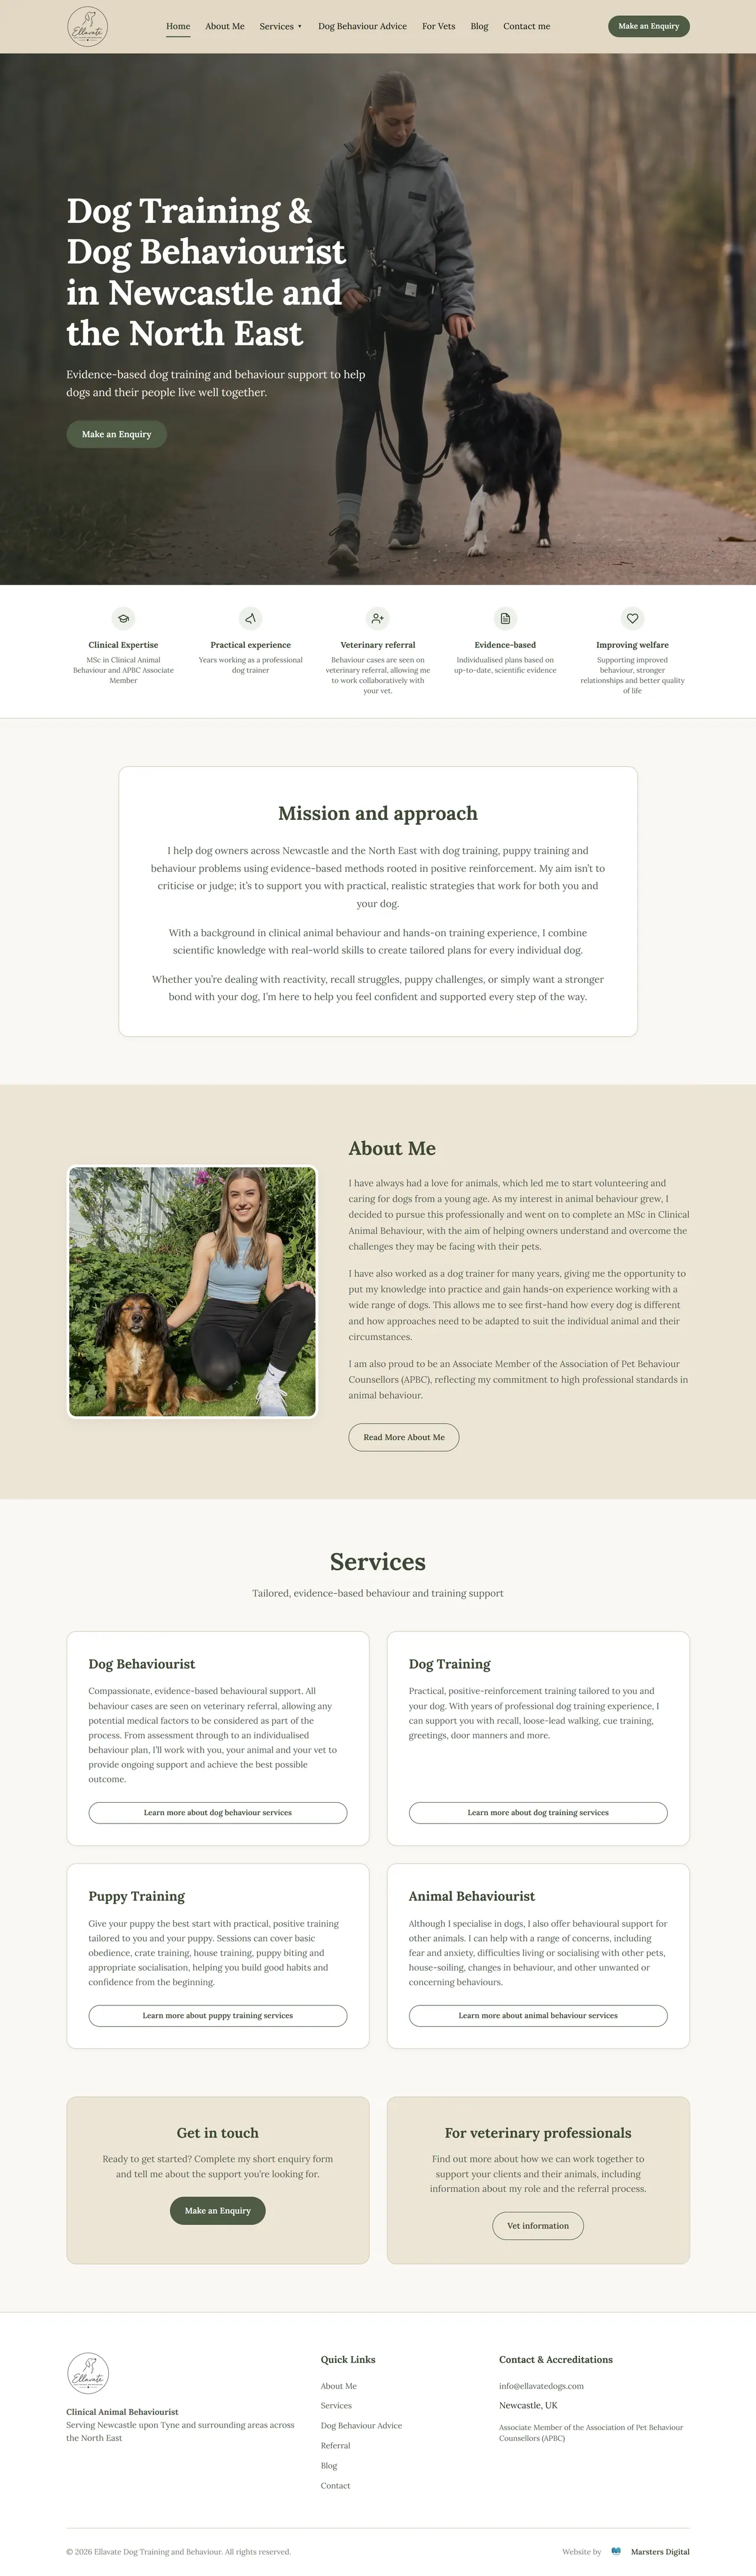 Ellavate
Home
About Me
Services ▼
Dog Behaviour Advice
For Vets
Blog
Contact me
Make an Enquiry
Dog Training &
Dog Behaviourist
in Newcastle and
the North East
Evidence-based dog training and behaviour support to help
dogs and their people live well together.
Make an Enquiry
Clinical Expertise
MSc in Clinical Animal
Behaviour and APBC Associate
Member
Practical experience
Years working as a professional
dog trainer
Veterinary referral
Behaviour cases are seen on
veterinary referral, allowing me
to work collaboratively with
your vet.
Evidence-based
Individualised plans based on
up-to-date, scientific evidence
Improving welfare
Supporting improved
behaviour, stronger
relationships and better quality
of life
Mission and approach
I help dog owners across Newcastle and the North East with dog training, puppy training and
behaviour problems using evidence-based methods rooted in positive reinforcement. My aim isn't to
criticise or judge; it's to support you with practical, realistic strategies that work for both you and
your dog.
With a background in clinical animal behaviour and hands-on training experience, I combine
scientific knowledge with real-world skills to create tailored plans for every individual dog.
Whether you're dealing with reactivity, recall struggles, puppy challenges, or simply want a stronger
bond with your dog, I'm here to help you feel confident and supported every step of the way.
About Me
I have always had a love for animals, which led me to start volunteering and
caring for dogs from a young age. As my interest in animal behaviour grew, I
decided to pursue this professionally and went on to complete an MSc in Clinical
Animal Behaviour, with the aim of helping owners understand and overcome the
challenges they may be facing with their pets.
I have also worked as a dog trainer for many years, giving me the opportunity to
put my knowledge into practice and gain hands-on experience working with a
wide range of dogs. This allows me to see first-hand how every dog is different
and how approaches need to be adapted to suit the individual animal and their
circumstances.
I am also proud to be an Associate Member of the Association of Pet Behaviour
Counsellors (APBC), reflecting my commitment to high professional standards in
animal behaviour.
Read More About Me
Services
Tailored, evidence-based behaviour and training support
Dog Behaviourist
Compassionate, evidence-based behavioural support. All
behaviour cases are seen on veterinary referral, allowing any
potential medical factors to be considered as part of the
process. From assessment through to an individualised
behaviour plan, I'll work with you, your animal and your vet to
provide ongoing support and achieve the best possible
outcome.
Learn more about dog behaviour services
Dog Training
Practical, positive-reinforcement training tailored to you and
your dog. With years of professional dog training experience, I
can support you with recall, loose-lead walking, cue training,
greetings, door manners and more.
Learn more about dog training services
Puppy Training
Give your puppy the best start with practical, positive training
tailored to you and your puppy. Sessions can cover basic
obedience, crate training, house training, puppy biting and
appropriate socialisation, helping you build good habits and
confidence from the beginning.
Learn more about puppy training services
Animal Behaviourist
Although I specialise in dogs, I also offer behavioural support for
other animals. I can help with a range of concerns, including
fear and anxiety, difficulties living or socialising with other pets,
house-soiling, changes in behaviour, and other unwanted or
concerning behaviours.
Learn more about animal behaviour services
Get in touch
Ready to get started? Complete my short enquiry form
and tell me about the support you're looking for.
Make an Enquiry
For veterinary professionals
Find out more about how we can work together to
support your clients and their animals, including
information about my role and the referral process.
Vet information
Ellavate
Clinical Animal Behaviourist
Serving Newcastle upon Tyne and surrounding areas across
the North East
Quick Links
About Me
Services
Dog Behaviour Advice
Referral
Blog
Contact
Contact & Accreditations
info@ellavatedogs.com
Newcastle, UK
Associate Member of the Association of Pet Behaviour
Counsellors (APBC)
© 2026 Ellavate Dog Training and Behaviour. All rights reserved.
Website by Marsters Digital